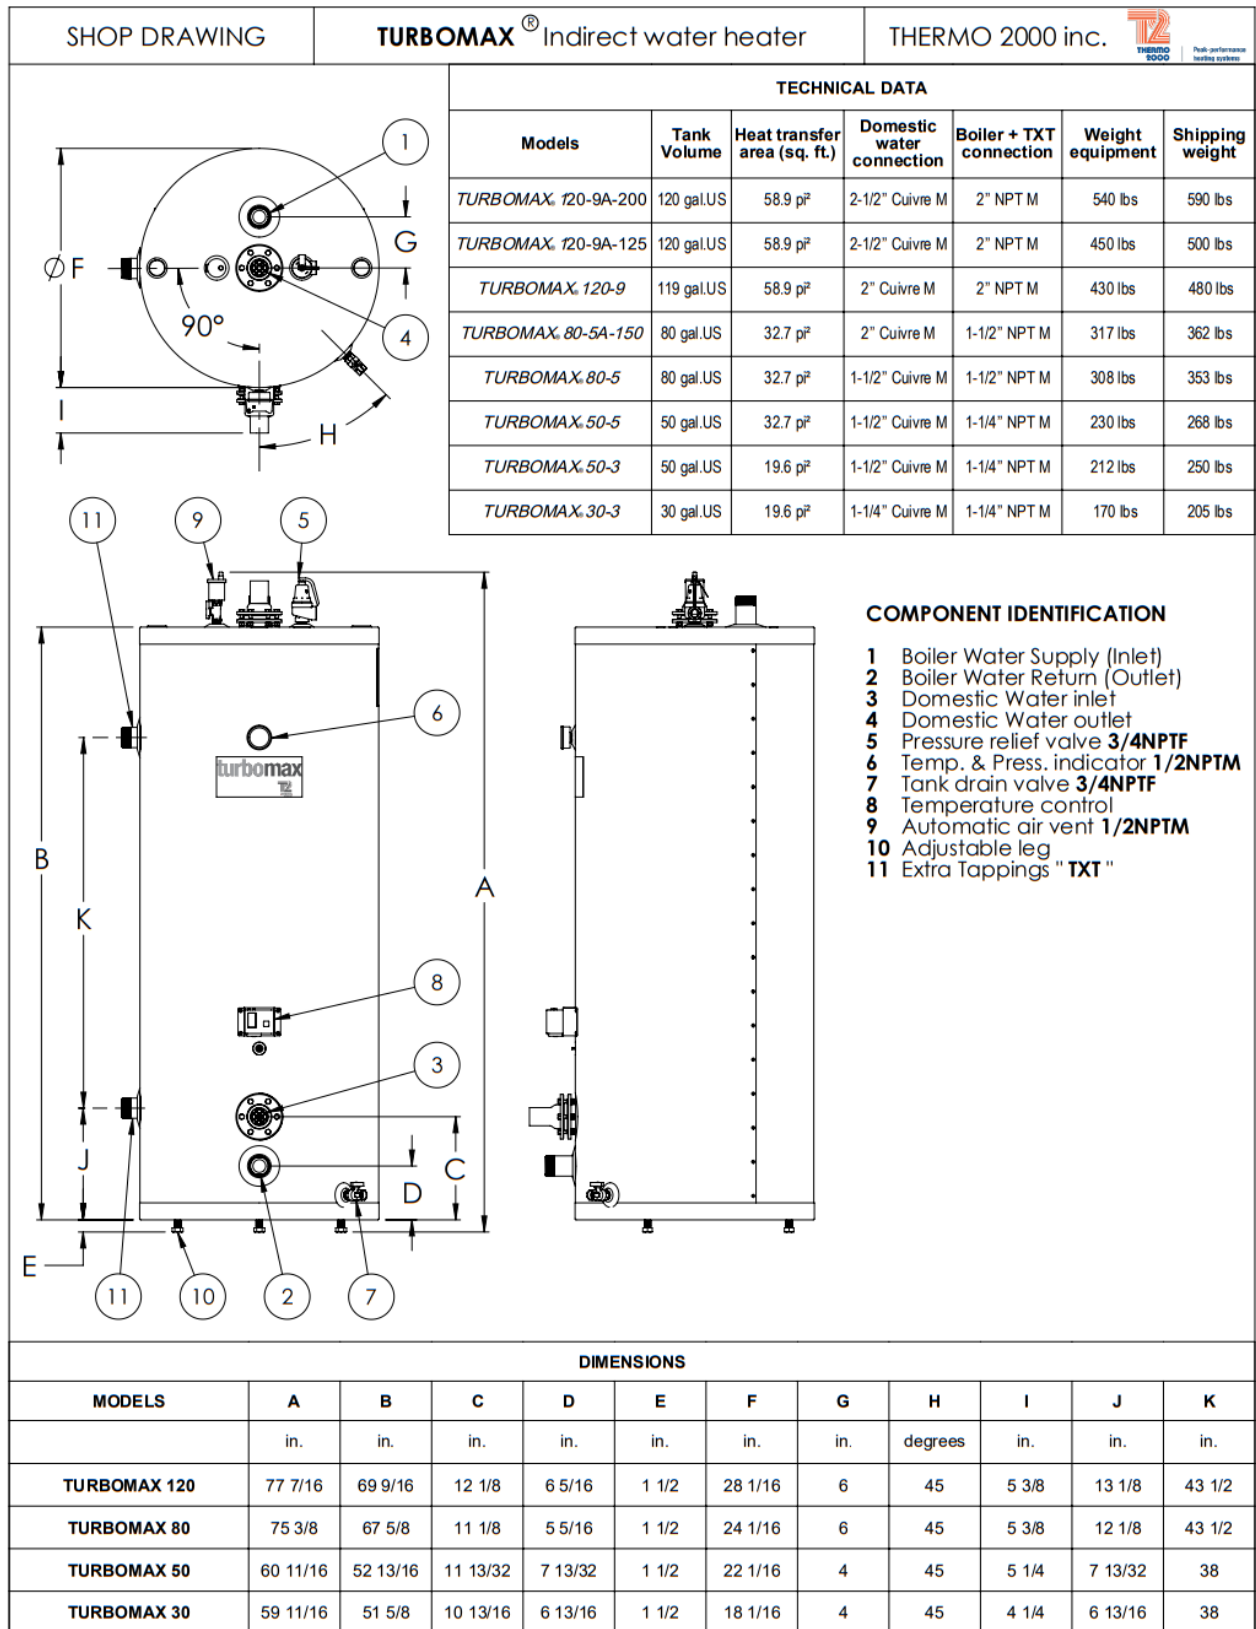 SHOP DRAWING
TURBOMAX ® Indirect water heater
THERMO 2000 inc.
T2
THERMO
2000
Peak-performance
heating systems
TECHNICAL DATA
Models Tank Volume Heat transfer area (sq. ft.) Domestic water connection Boiler + TXT connection Weight equipment Shipping weight
TURBOMAX® 120-9A-200 120 gal.US 58.9 pi² 2-1/2" Cuivre M 2" NPT M 540 lbs 590 lbs
TURBOMAX® 120-9A-125 120 gal.US 58.9 pi² 2-1/2" Cuivre M 2" NPT M 450 lbs 500 lbs
TURBOMAX® 120-9 119 gal.US 58.9 pi² 2" Cuivre M 2" NPT M 430 lbs 480 lbs
TURBOMAX® 80-5A-150 80 gal.US 32.7 pi² 2" Cuivre M 1-1/2" NPT M 317 lbs 362 lbs
TURBOMAX® 80-5 80 gal.US 32.7 pi² 1-1/2" Cuivre M 1-1/2" NPT M 308 lbs 353 lbs
TURBOMAX® 50-5 50 gal.US 32.7 pi² 1-1/2" Cuivre M 1-1/4" NPT M 230 lbs 268 lbs
TURBOMAX® 50-3 50 gal.US 19.6 pi² 1-1/2" Cuivre M 1-1/4" NPT M 212 lbs 250 lbs
TURBOMAX® 30-3 30 gal.US 19.6 pi² 1-1/4" Cuivre M 1-1/4" NPT M 170 lbs 205 lbs
1
G
Ø F
90°
4
I
H
11
9
5
6
turbomax
T2
B
A
K
8
3
J
C
D
E
11
10
2
7
COMPONENT IDENTIFICATION
1 Boiler Water Supply (Inlet)
2 Boiler Water Return (Outlet)
3 Domestic Water inlet
4 Domestic Water outlet
5 Pressure relief valve 3/4NPTF
6 Temp. & Press. indicator 1/2NPTM
7 Tank drain valve 3/4NPTF
8 Temperature control
9 Automatic air vent 1/2NPTM
10 Adjustable leg
11 Extra Tappings " TXT "
DIMENSIONS
MODELS A B C D E F G H I J K
in. in. in. in. in. in. in. degrees in. in. in.
TURBOMAX 120 77 7/16 69 9/16 12 1/8 6 5/16 1 1/2 28 1/16 6 45 5 3/8 13 1/8 43 1/2
TURBOMAX 80 75 3/8 67 5/8 11 1/8 5 5/16 1 1/2 24 1/16 6 45 5 3/8 12 1/8 43 1/2
TURBOMAX 50 60 11/16 52 13/16 11 13/32 7 13/32 1 1/2 22 1/16 4 45 5 1/4 7 13/32 38
TURBOMAX 30 59 11/16 51 5/8 10 13/16 6 13/16 1 1/2 18 1/16 4 45 4 1/4 6 13/16 38